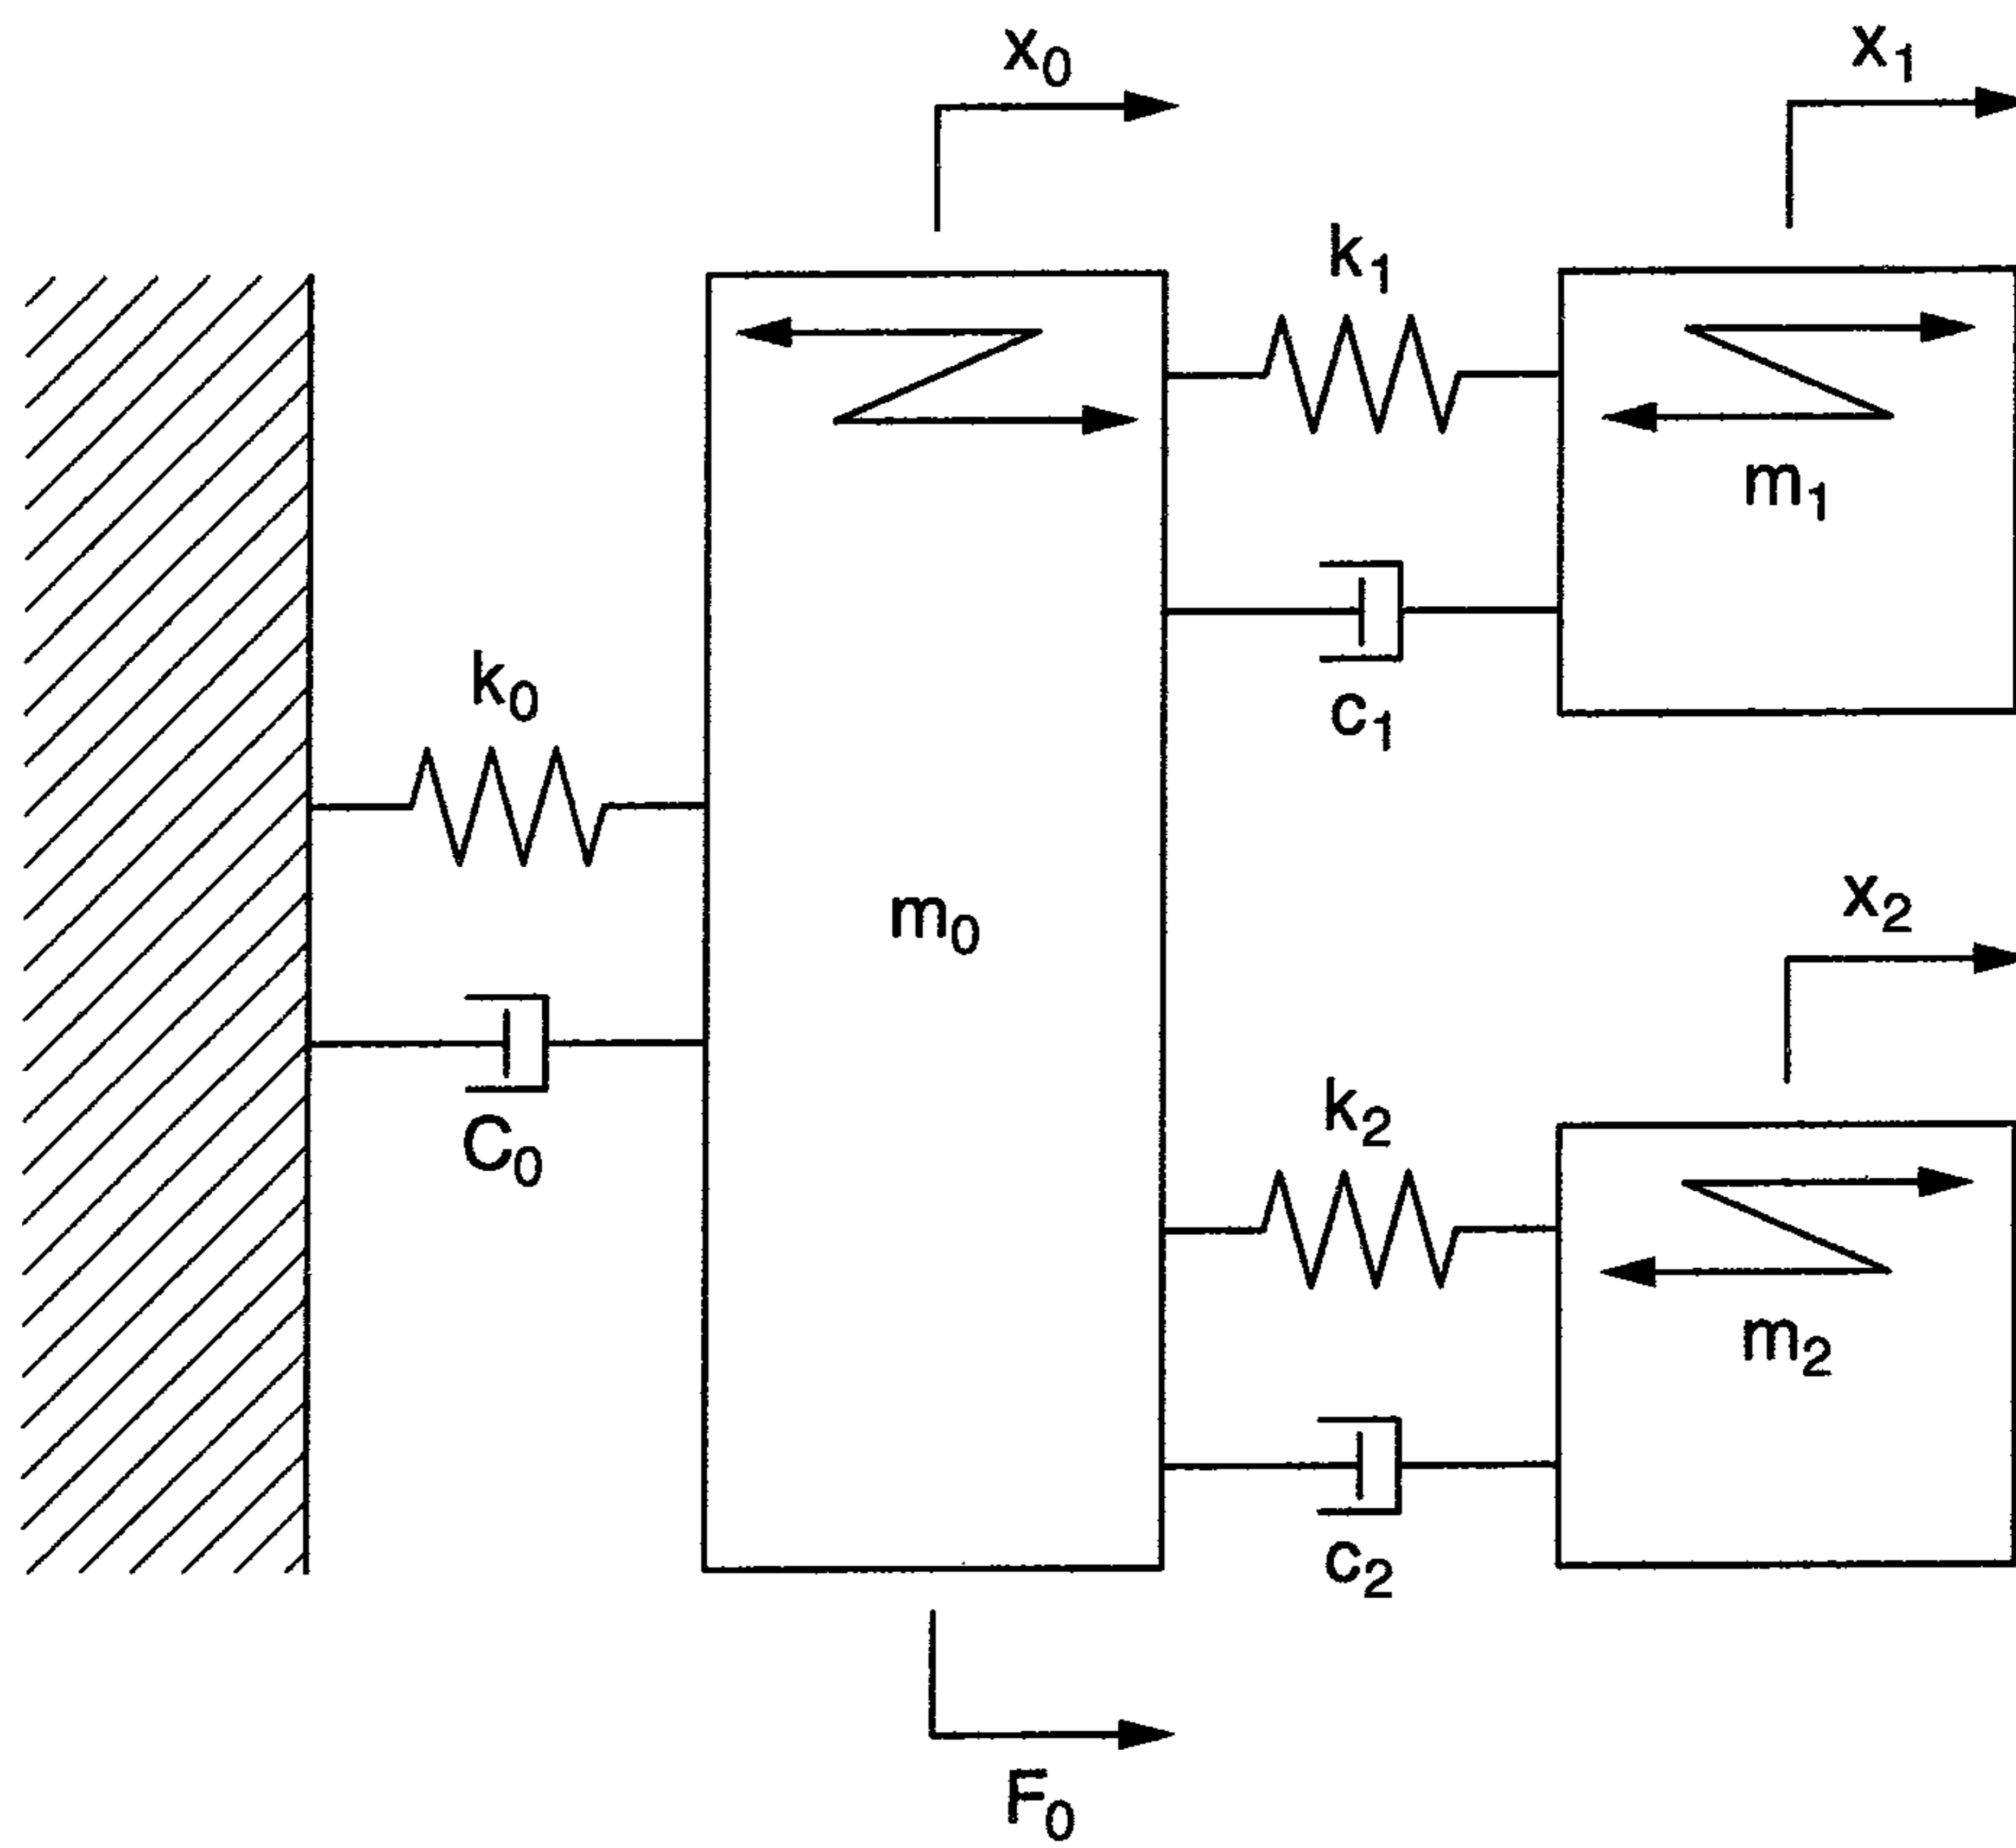 x₀
x₁
k₁
m₁
c₁
k₀
m₀
x₂
C₀
k₂
m₂
c₂
F₀